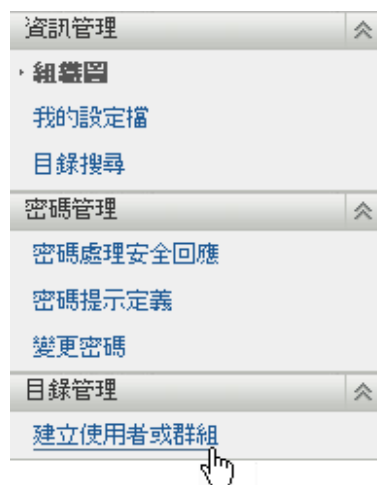 資訊管理
組織圖
我的設定檔
目錄搜尋
密碼管理
密碼處理安全回應
密碼提示定義
變更密碼
目錄管理
建立使用者或群組